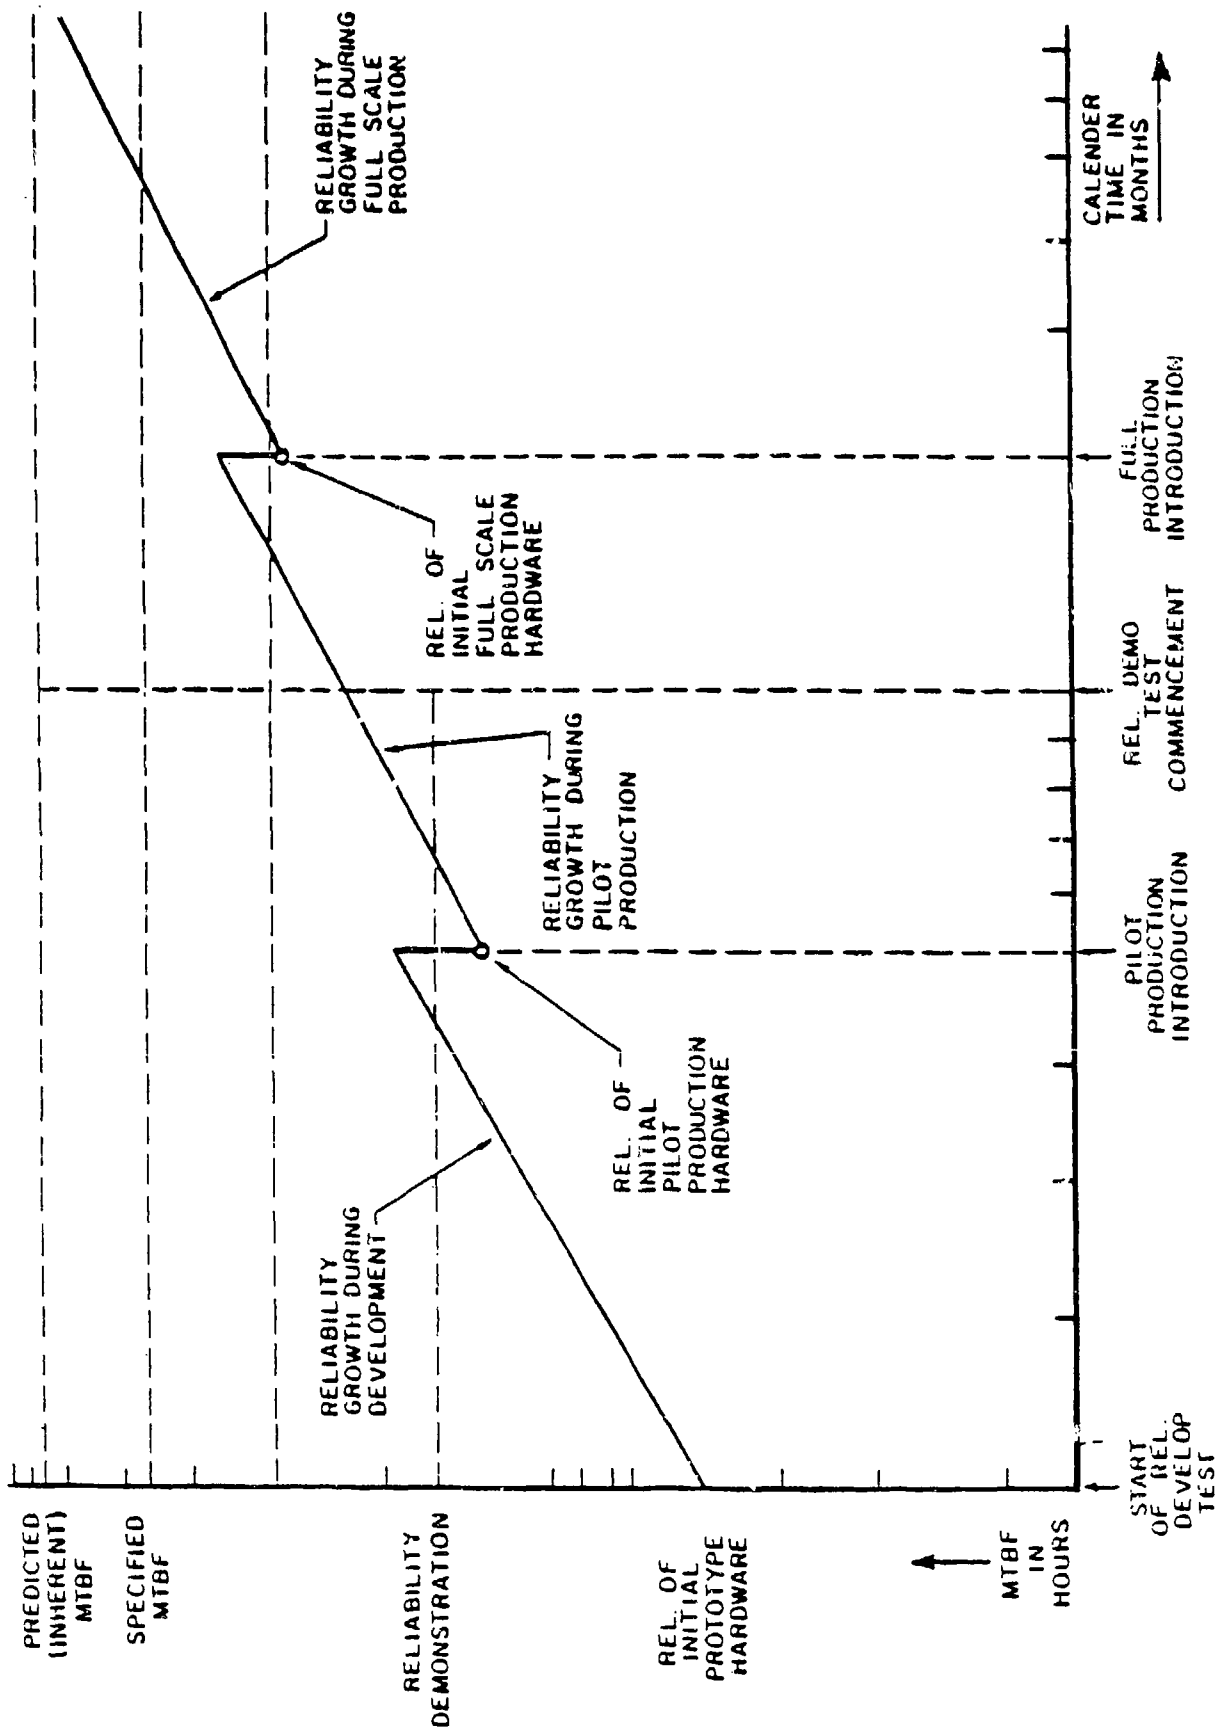 PREDICTED
(INHERENT)
MTBF
SPECIFIED
MTBF
RELIABILITY
DEMONSTRATION
REL. OF
INITIAL
PROTOTYPE
HARDWARE
MTBF
IN
HOURS
RELIABILITY
GROWTH DURING
DEVELOPMENT
REL. OF
INITIAL
PILOT
PRODUCTION
HARDWARE
RELIABILITY
GROWTH DURING
PILOT
PRODUCTION
REL. OF
INITIAL
FULL SCALE
PRODUCTION
HARDWARE
RELIABILITY
GROWTH DURING
FULL SCALE
PRODUCTION
START
OF REL.
DEVELOP
TEST
PILOT
PRODUCTION
INTRODUCTION
REL. DEMO
TEST
COMMENCEMENT
FULL
PRODUCTION
INTRODUCTION
CALENDER
TIME IN
MONTHS